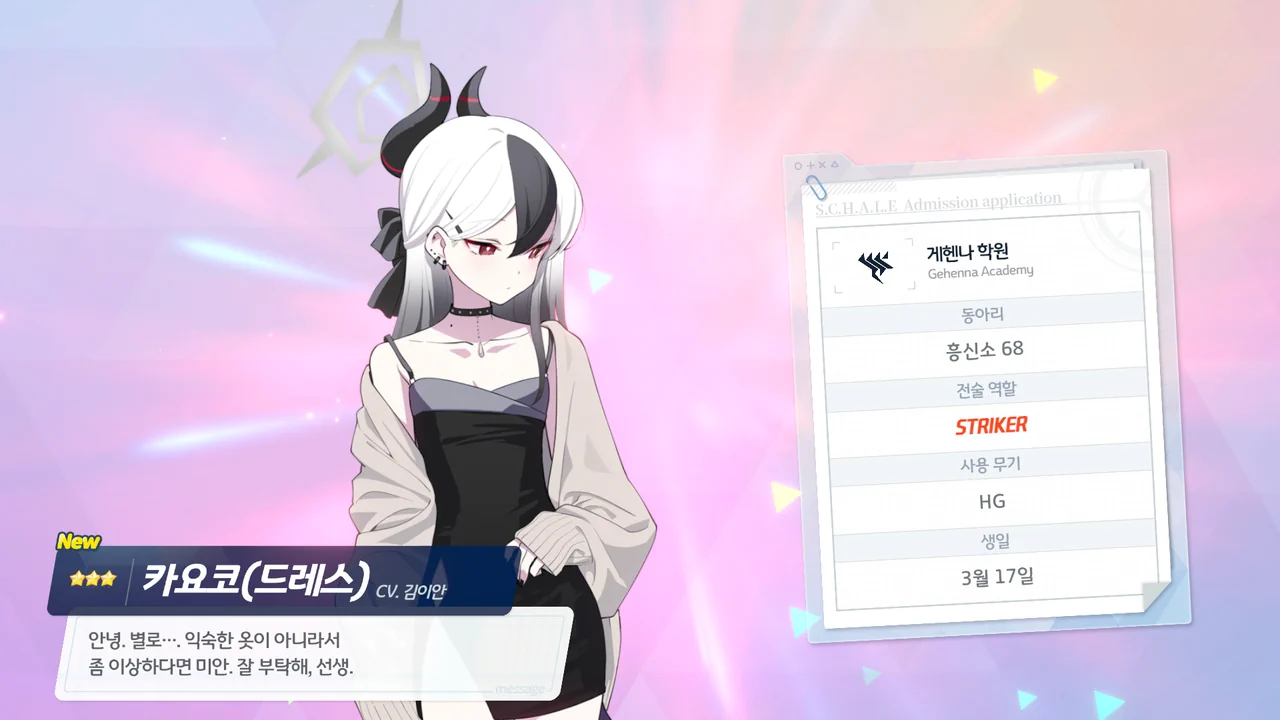 S.C.H.A.L.E Admission application
게헨나 학원
Gehenna Academy
동아리
흥신소 68
전술 역할
STRIKER
사용 무기
HG
생일
3월 17일
New
카요코(드레스) CV. 김이안
안녕. 별로…. 익숙한 옷이 아니라서
좀 이상하다면 미안. 잘 부탁해, 선생.
message